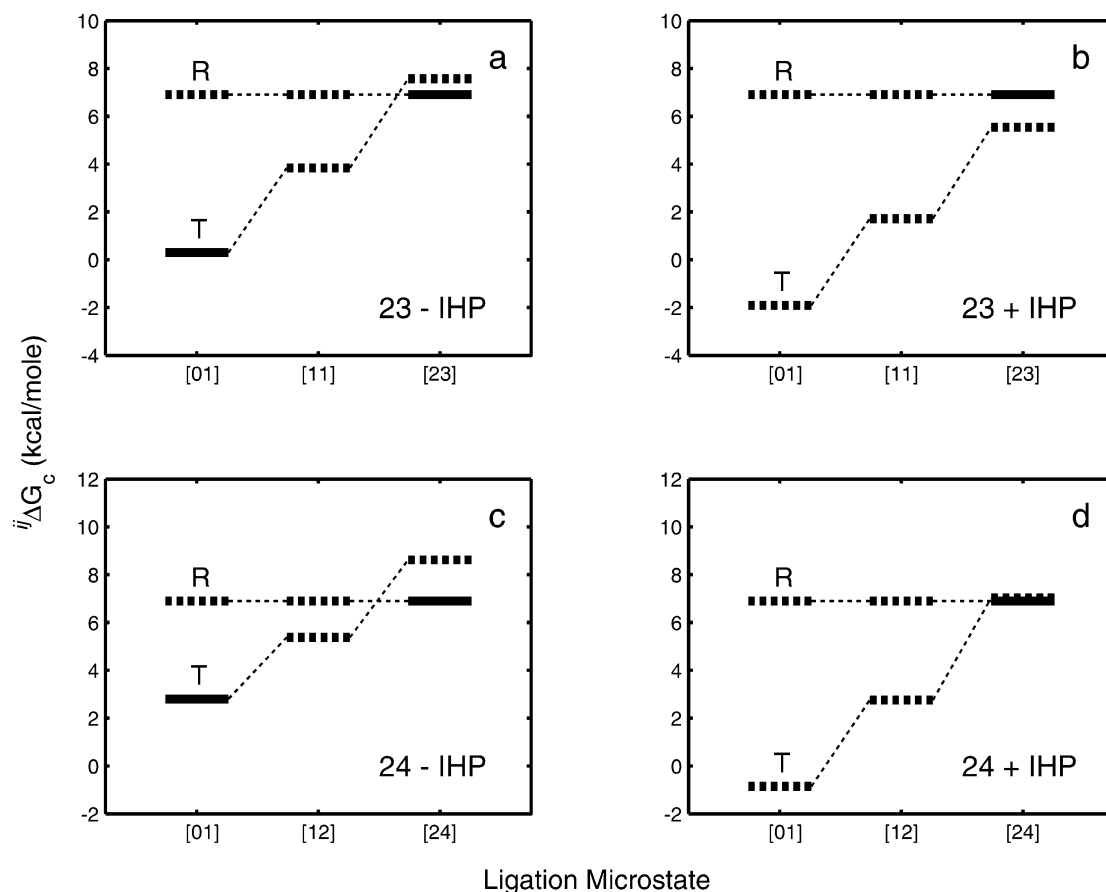 10
8
6
4
2
0
-2
-4
R
T
a
23 - IHP
[01] [11] [23]
10
8
6
4
2
0
-2
-4
R
T
b
23 + IHP
[01] [11] [23]
ijΔGc (kcal/mole)
12
10
8
6
4
2
0
-2
R
T
c
24 - IHP
[01] [12] [24]
12
10
8
6
4
2
0
-2
R
T
d
24 + IHP
[01] [12] [24]
Ligation Microstate